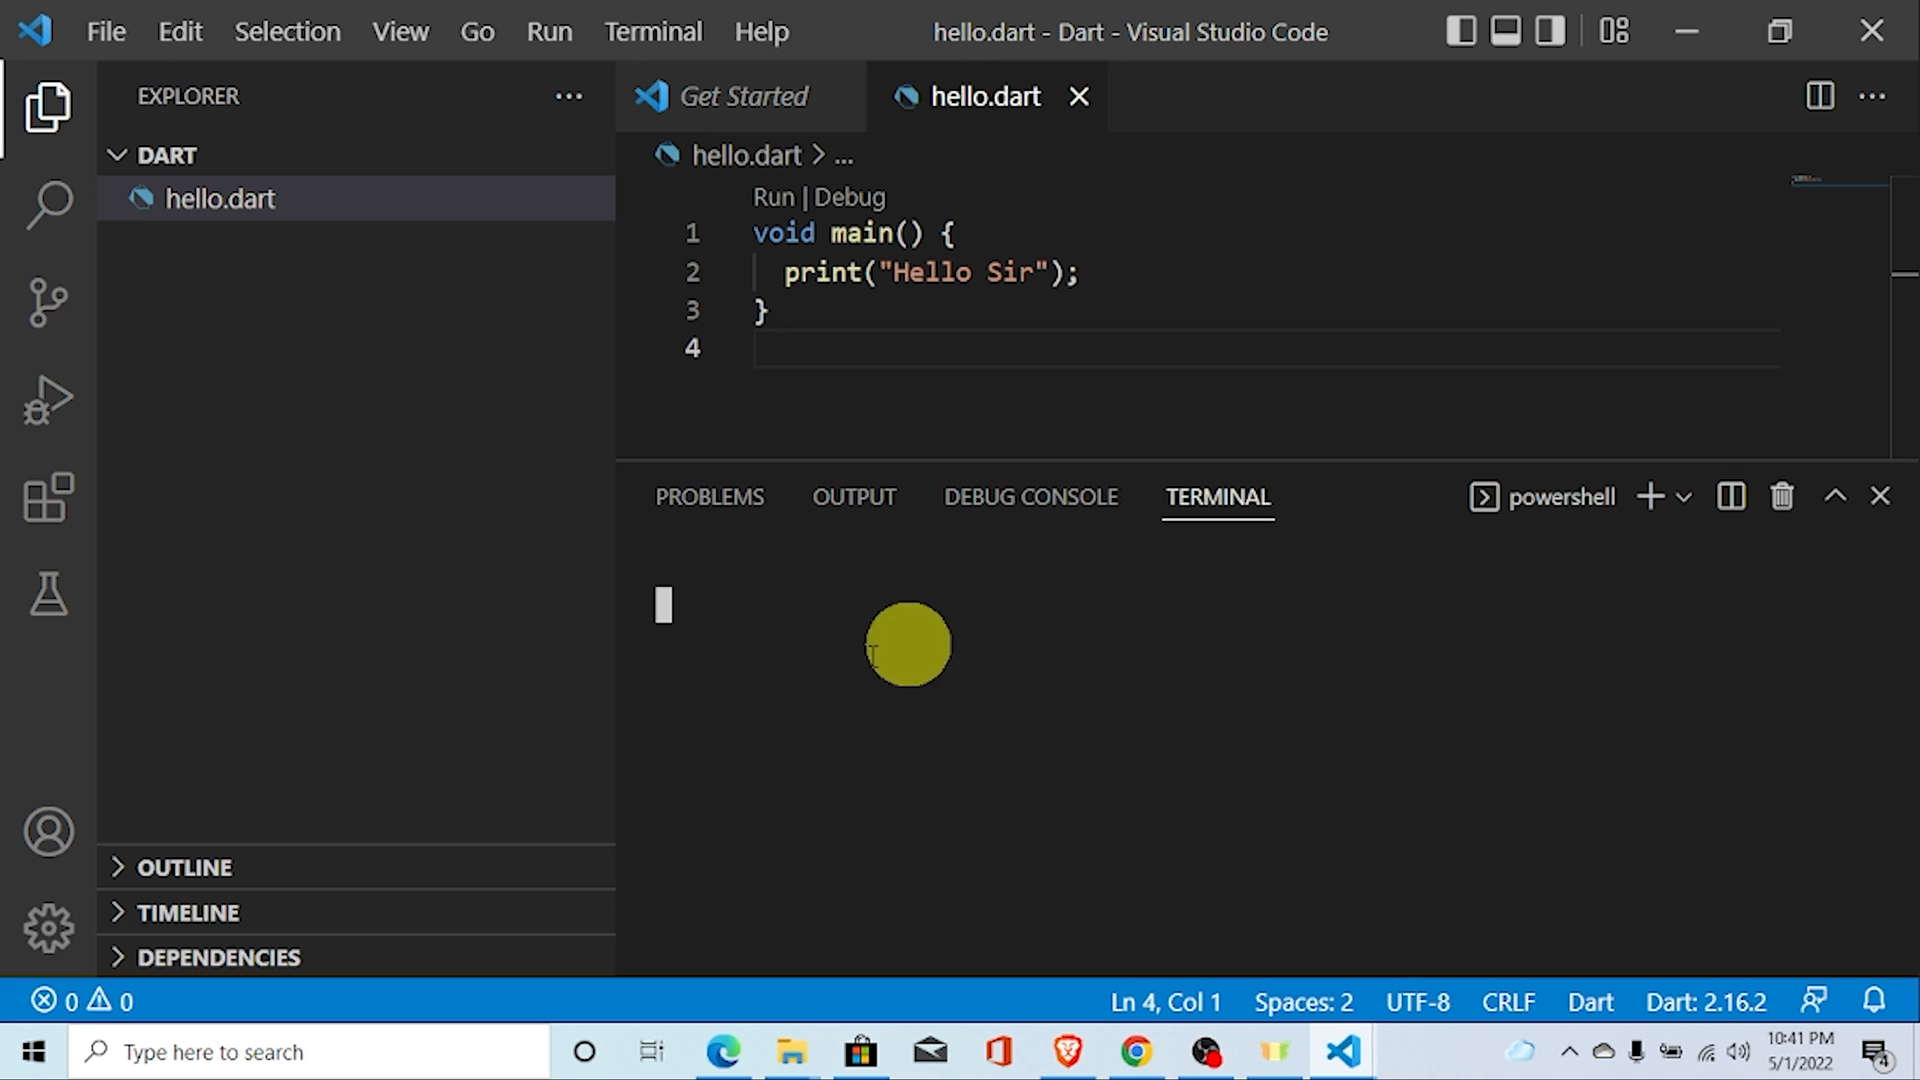 File Edit Selection View Go Run Terminal Help hello.dart - Dart - Visual Studio Code
EXPLORER
DART
hello.dart
OUTLINE
TIMELINE
DEPENDENCIES
Get Started hello.dart
hello.dart > ...
Run | Debug
1 void main() {
2 print("Hello Sir");
3 }
4
PROBLEMS OUTPUT DEBUG CONSOLE TERMINAL powershell
0 0 Ln 4, Col 1 Spaces: 2 UTF-8 CRLF Dart Dart: 2.16.2
Type here to search
10:41 PM
5/1/2022
4